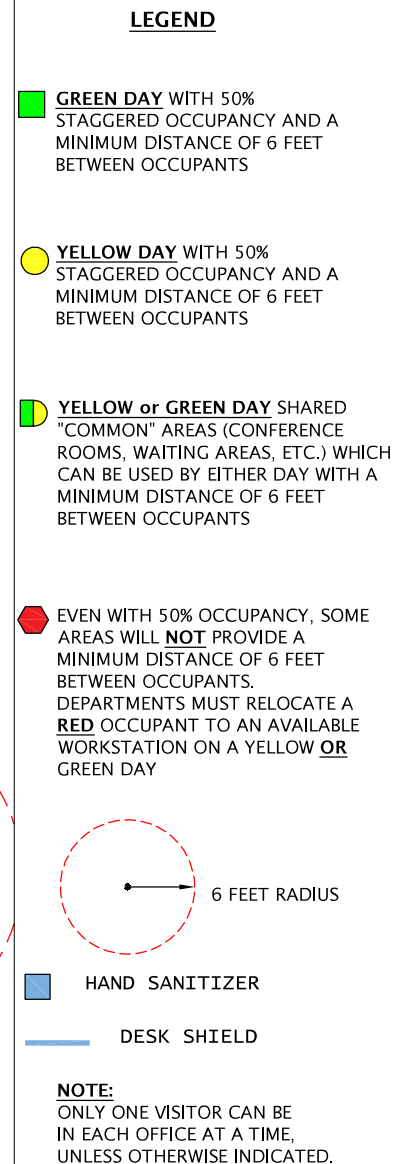 LEGEND
GREEN DAY WITH 50%
STAGGERED OCCUPANCY AND A
MINIMUM DISTANCE OF 6 FEET
BETWEEN OCCUPANTS
YELLOW DAY WITH 50%
STAGGERED OCCUPANCY AND A
MINIMUM DISTANCE OF 6 FEET
BETWEEN OCCUPANTS
YELLOW or GREEN DAY SHARED
"COMMON" AREAS (CONFERENCE
ROOMS, WAITING AREAS, ETC.) WHICH
CAN BE USED BY EITHER DAY WITH A
MINIMUM DISTANCE OF 6 FEET
BETWEEN OCCUPANTS
EVEN WITH 50% OCCUPANCY, SOME
AREAS WILL NOT PROVIDE A
MINIMUM DISTANCE OF 6 FEET
BETWEEN OCCUPANTS.
DEPARTMENTS MUST RELOCATE A
RED OCCUPANT TO AN AVAILABLE
WORKSTATION ON A YELLOW OR
GREEN DAY
6 FEET RADIUS
HAND SANITIZER
DESK SHIELD
NOTE:
ONLY ONE VISITOR CAN BE
IN EACH OFFICE AT A TIME,
UNLESS OTHERWISE INDICATED.